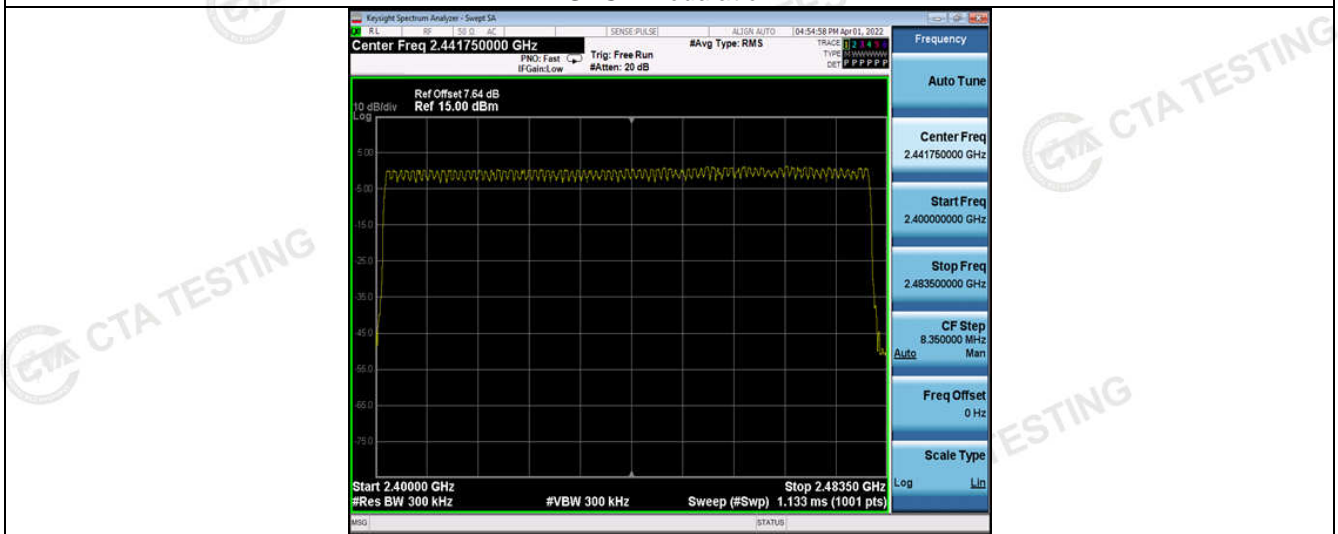 Keysight Spectrum Analyzer - Swept SA
RL RF 50 Ω AC SENSE:PULSE ALIGN AUTO 04:54:58 PM Apr 01, 2022
Center Freq 2.441750000 GHz
PNO: Fast Trig: Free Run
IFGain:Low #Atten: 20 dB
#Avg Type: RMS
TRACE 1 2 3 4 5 6
TYPE M WWWWW
DET P P P P P P
Ref Offset 7.64 dB
10 dB/div Ref 15.00 dBm
Log
5.00
-5.00
-15.0
-25.0
-35.0
-45.0
-55.0
-65.0
-75.0
Start 2.40000 GHz Stop 2.48350 GHz
#Res BW 300 kHz #VBW 300 kHz Sweep (#Swp) 1.133 ms (1001 pts)
MSG STATUS
Frequency
Auto Tune
Center Freq
2.441750000 GHz
Start Freq
2.400000000 GHz
Stop Freq
2.483500000 GHz
CF Step
8.350000 MHz
Auto Man
Freq Offset
0 Hz
Scale Type
Log Lin
CTA TESTING
CTA TESTING
TESTING